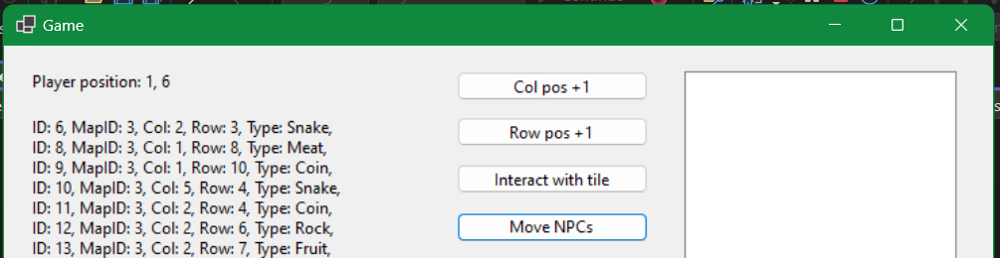 Game
Player position: 1, 6
ID: 6, MapID: 3, Col: 2, Row: 3, Type: Snake,
ID: 8, MapID: 3, Col: 1, Row: 8, Type: Meat,
ID: 9, MapID: 3, Col: 1, Row: 10, Type: Coin,
ID: 10, MapID: 3, Col: 5, Row: 4, Type: Snake,
ID: 11, MapID: 3, Col: 2, Row: 4, Type: Coin,
ID: 12, MapID: 3, Col: 2, Row: 6, Type: Rock,
ID: 13, MapID: 3, Col: 2, Row: 7, Type: Fruit,
Col pos +1
Row pos +1
Interact with tile
Move NPCs